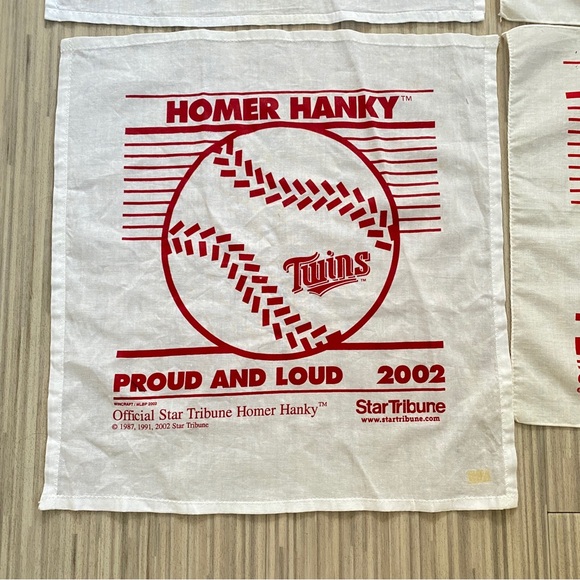 HOMER HANKY™
Twins™
PROUD AND LOUD 2002
Official Star Tribune Homer Hanky™
© 1987, 1991, 2002 Star Tribune
StarTribune
www.startribune.com